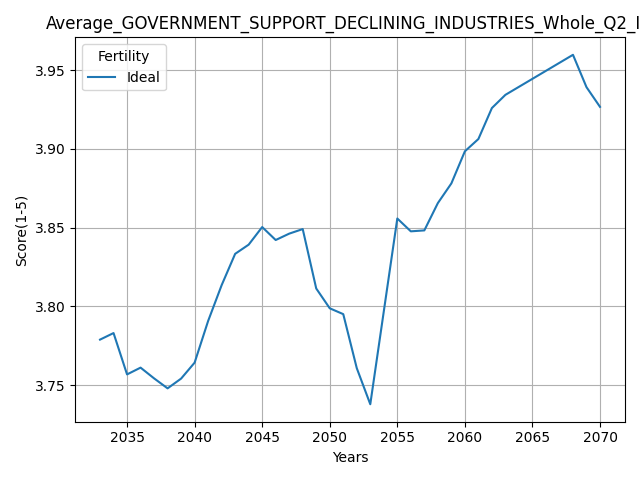 Average_GOVERNMENT_SUPPORT_DECLINING_INDUSTRIES_Whole_Q2_I
Fertility
Ideal
3.95
3.90
3.85
3.80
3.75
Score(1-5)
2035 2040 2045 2050 2055 2060 2065 2070
Years